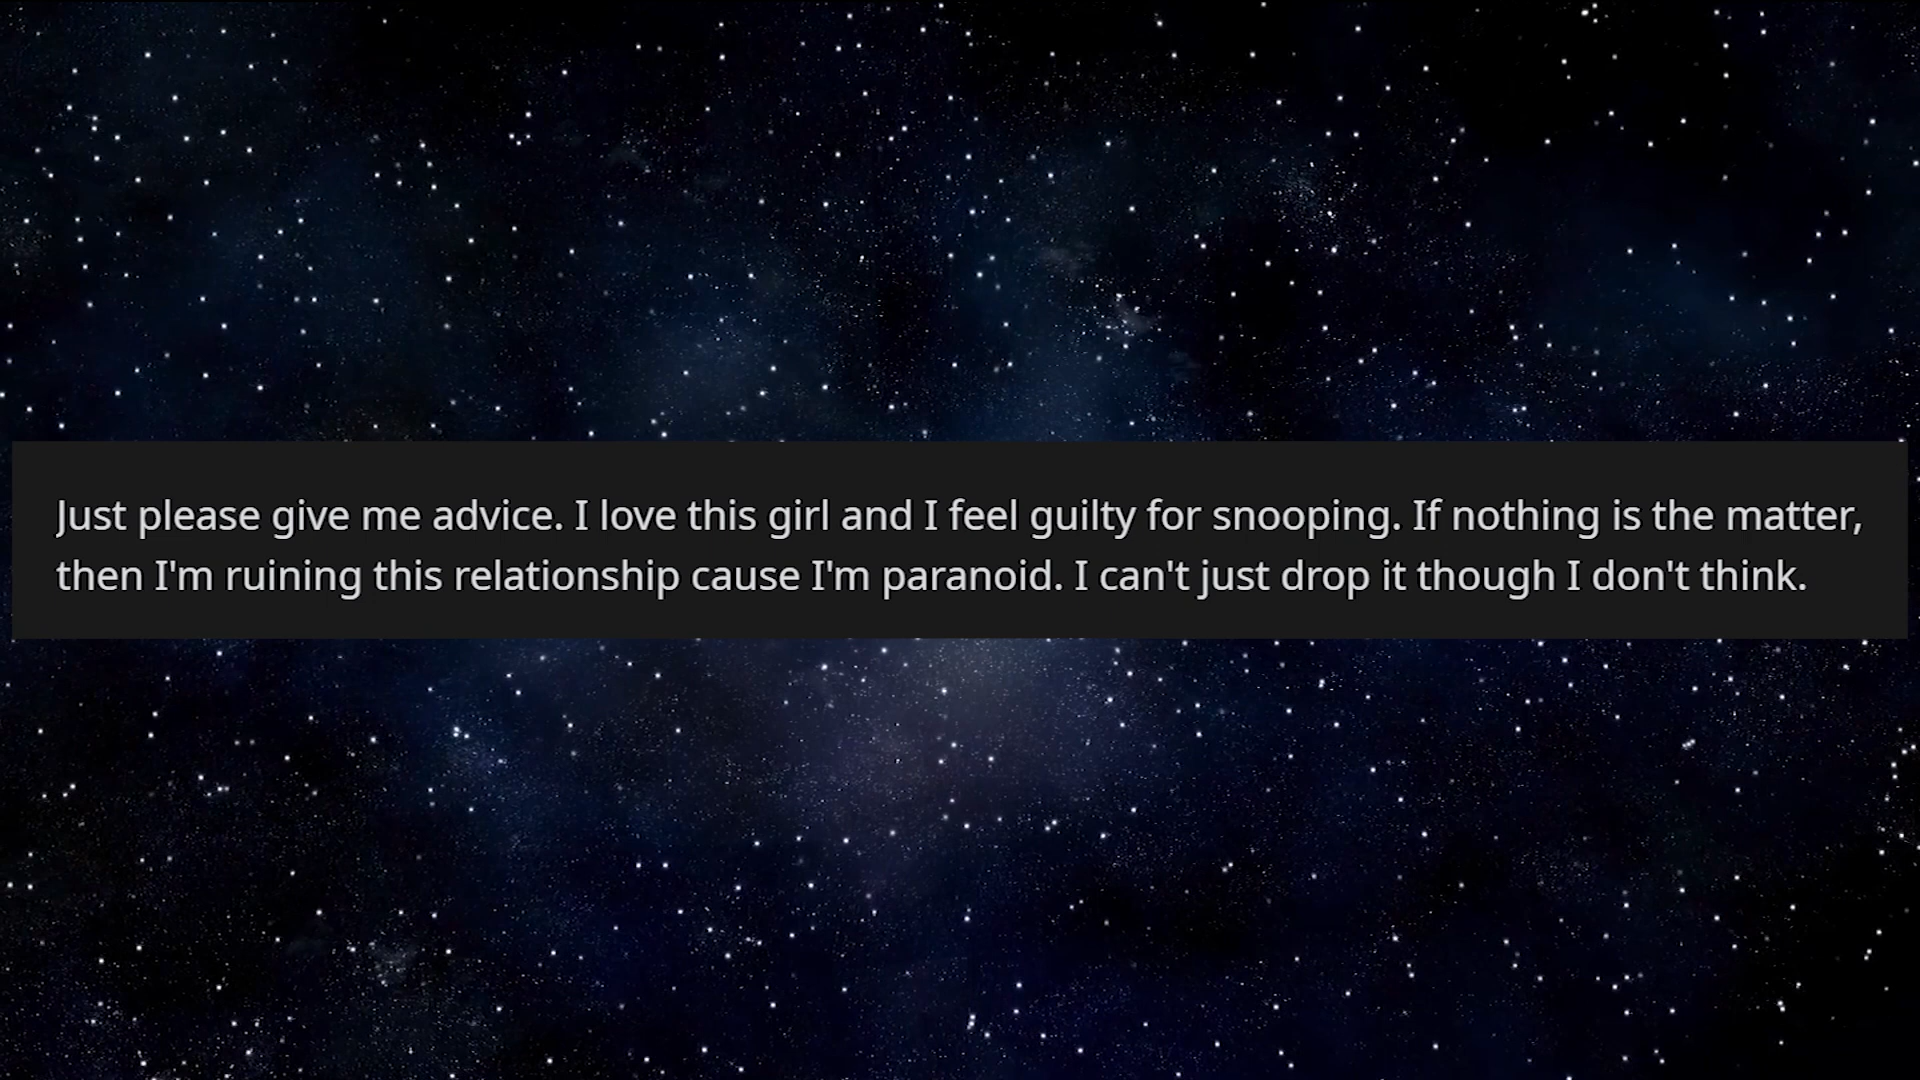 Just please give me advice. I love this girl and I feel guilty for snooping. If nothing is the matter,
then I'm ruining this relationship cause I'm paranoid. I can't just drop it though I don't think.